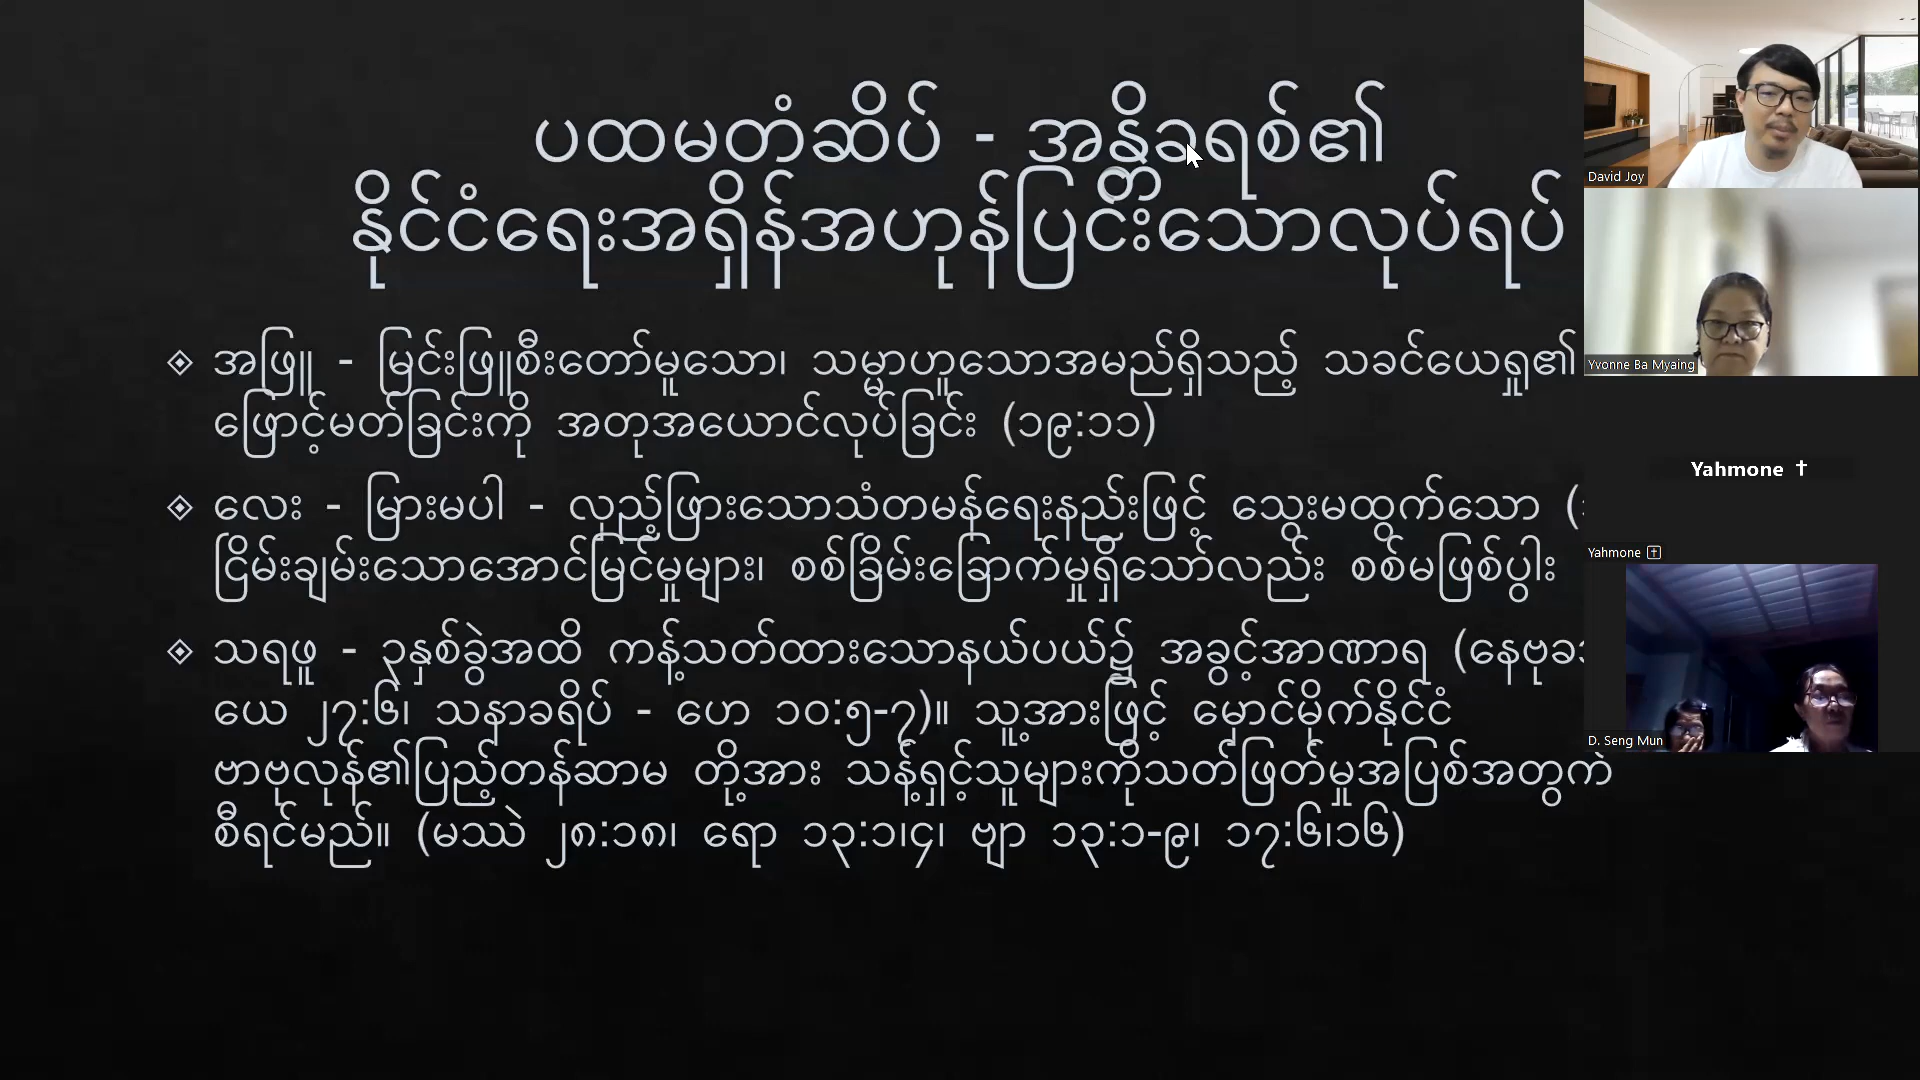 ပထမတံဆိပ် - အန္တိခရစ်၏
နိုင်ငံရေးအရှိန်အဟုန်ပြင်းသောလုပ်ရပ်
အဖြူ - မြင်းဖြူစီးတော်မူသော၊ သမ္မာဟူသောအမည်ရှိသည့် သခင်ယေရှု၏
ဖြောင့်မတ်ခြင်းကို အတုအယောင်လုပ်ခြင်း (၁၉:၁၁)
လေး - မြားမပါ - လှည့်ဖြားသောသံတမန်ရေးနည်းဖြင့် သွေးမထွက်သော
ငြိမ်းချမ်းသောအောင်မြင်မှုများ၊ စစ်ခြိမ်းခြောက်မှုရှိသော်လည်း စစ်မဖြစ်ပွါး
သရဖူ - ၃နှစ်ခွဲအထိ ကန့်သတ်ထားသောနယ်ပယ်၌ အခွင့်အာဏာရ
ယေ ၂၇:၆၊ သနာခရိပ် - ဟေ ၁၀:၅-၇)။ သူ့အားဖြင့် မှောင်မိုက်နိုင်ငံ
ဗာဗုလုန်၏ပြည့်တန်ဆာမ တို့အား သန့်ရှင့်သူများကိုသတ်ဖြတ်မှုအပြစ်အတွက်
စီရင်မည်။ (မဿဲ ၂၈:၁၈၊ ရော ၁၃:၁၊၄၊ ဗျာ ၁၃:၁-၉၊ ၁၇:၆၊၁၆)
David Joy
Yvonne Ba Myaing
Yahmone ✝
Yahmone ✝
D. Seng Mun